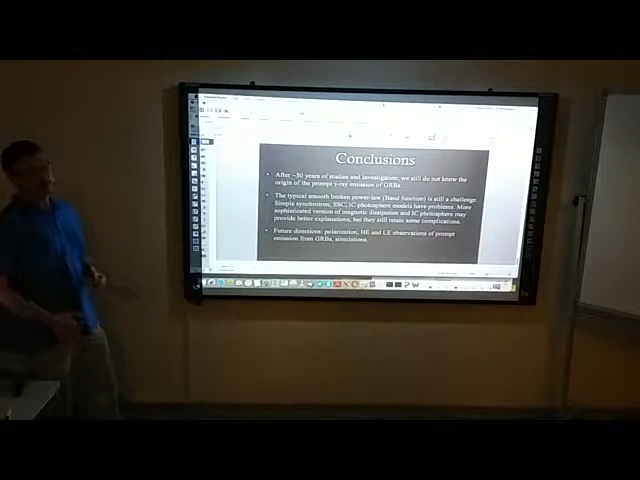 Conclusions
• After ~50 years of studies and investigation, we still do not know the
origin of the prompt γ-ray emission of GRBs
• The typical smooth broken power-law (Band function) is still a challenge.
Simple synchrotron, SSC, IC photosphere models have problems. More
sophisticated version of magnetic dissipation and IC photosphere may
provide better explanations, but they still retain some complications.
• Future directions: polarization, HE and LE observations of prompt
emission from GRBs, simulations.